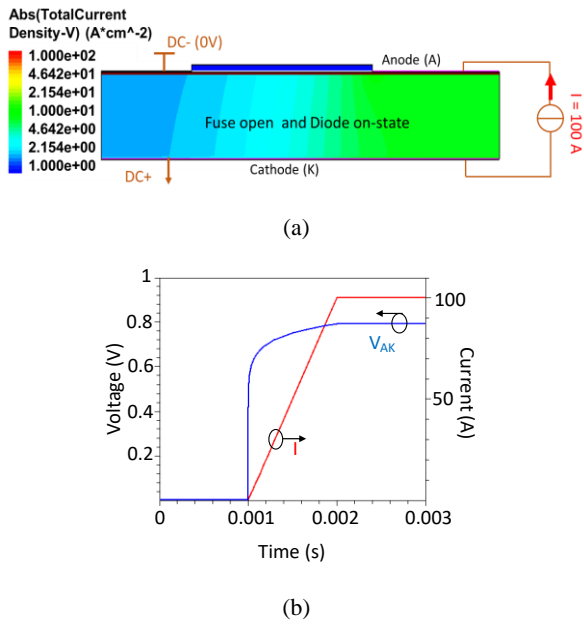 Abs(TotalCurrent
Density-V) (A*cm^-2)
1.000e+02
4.642e+01
2.154e+01
1.000e+01
4.642e+00
2.154e+00
1.000e+00
DC- (0V)
Anode (A)
Fuse open and Diode on-state
DC+
Cathode (K)
I = 100 A
(a)
1
0.8
0.6
0.4
0.2
Voltage (V)
100
50
Current (A)
V_AK
I
0
0.001
0.002
0.003
Time (s)
(b)